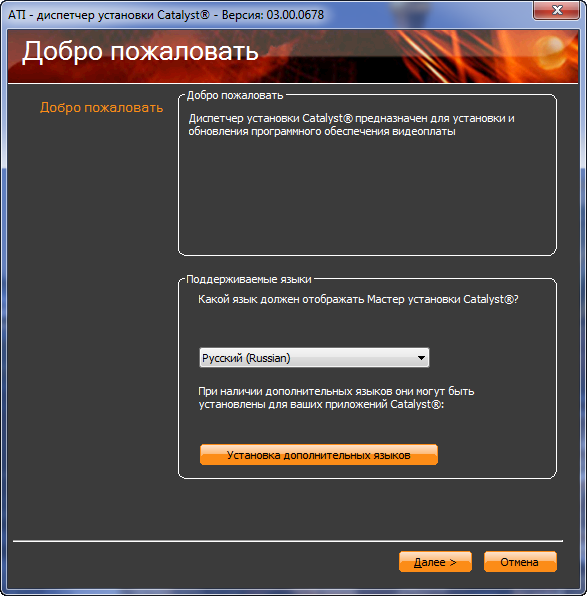 ATI - диспетчер установки Catalyst® - Версия: 03.00.0678
Добро пожаловать
Добро пожаловать
Добро пожаловать
Диспетчер установки Catalyst® предназначен для установки и
обновления программного обеспечения видеоплаты
Поддерживаемые языки
Какой язык должен отображать Мастер установки Catalyst®?
Русский (Russian)
При наличии дополнительных языков они могут быть
установлены для ваших приложений Catalyst®:
Установка дополнительных языков
Далее >
Отмена